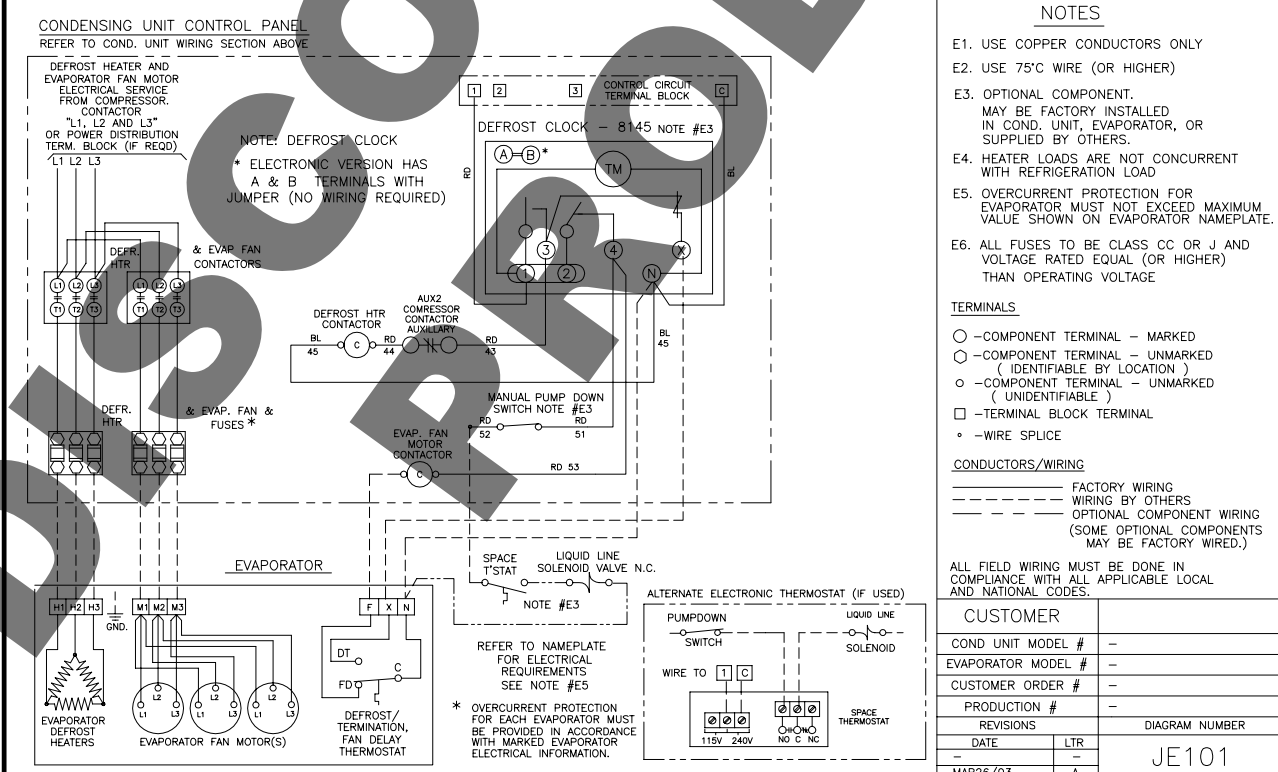 CONDENSING UNIT CONTROL PANEL
REFER TO COND. UNIT WIRING SECTION ABOVE
DEFROST HEATER AND
EVAPORATOR FAN MOTOR
ELECTRICAL SERVICE
FROM COMPRESSOR.
CONTACTOR
"L1, L2 AND L3"
OR POWER DISTRIBUTION
TERM. BLOCK (IF REQD)
L1 L2 L3
NOTE: DEFROST CLOCK
* ELECTRONIC VERSION HAS
A & B TERMINALS WITH
JUMPER (NO WIRING REQUIRED)
1 2 3 CONTROL CIRCUIT C
TERMINAL BLOCK
DEFROST CLOCK - 8145 NOTE #E3
A B *
TM
RD
BL
3 4 X
1 2 N
DEFR.
HTR
& EVAP. FAN
CONTACTORS
L1 L2 L3 L1 L2 L3
T1 T2 T3 T1 T2 T3
AUX2
COMRESSOR
CONTACTOR
AUXILLARY
DEFROST HTR
CONTACTOR
BL
45
C
RD
44
RD
43
BL
45
MANUAL PUMP DOWN
SWITCH NOTE #E3
RD
52
RD
51
DEFR.
HTR
& EVAP. FAN &
FUSES *
EVAP. FAN
MOTOR
CONTACTOR
C
RD 53
EVAPORATOR
SPACE
T'STAT
LIQUID LINE
SOLENOID VALVE N.C.
NOTE #E3
H1 H2 H3
GND.
M1 M2 M3
F X N
L2 L2 L2
L1 L3 L1 L3 L1 L3
DT
C
FD
EVAPORATOR
DEFROST
HEATERS
EVAPORATOR FAN MOTOR(S)
DEFROST/
TERMINATION,
FAN DELAY
THERMOSTAT
REFER TO NAMEPLATE
FOR ELECTRICAL
REQUIREMENTS
SEE NOTE #E5
* OVERCURRENT PROTECTION
FOR EACH EVAPORATOR MUST
BE PROVIDED IN ACCORDANCE
WITH MARKED EVAPORATOR
ELECTRICAL INFORMATION.
ALTERNATE ELECTRONIC THERMOSTAT (IF USED)
PUMPDOWN
SWITCH
LIQUID LINE
SOLENOID
WIRE TO 1 C
115V 240V
NO C NC
SPACE
THERMOSTAT
NOTES
E1. USE COPPER CONDUCTORS ONLY
E2. USE 75°C WIRE (OR HIGHER)
E3. OPTIONAL COMPONENT.
MAY BE FACTORY INSTALLED
IN COND. UNIT, EVAPORATOR, OR
SUPPLIED BY OTHERS.
E4. HEATER LOADS ARE NOT CONCURRENT
WITH REFRIGERATION LOAD
E5. OVERCURRENT PROTECTION FOR
EVAPORATOR MUST NOT EXCEED MAXIMUM
VALUE SHOWN ON EVAPORATOR NAMEPLATE.
E6. ALL FUSES TO BE CLASS CC OR J AND
VOLTAGE RATED EQUAL (OR HIGHER)
THAN OPERATING VOLTAGE
TERMINALS
-COMPONENT TERMINAL - MARKED
-COMPONENT TERMINAL - UNMARKED
( IDENTIFIABLE BY LOCATION )
-COMPONENT TERMINAL - UNMARKED
( UNIDENTIFIABLE )
-TERMINAL BLOCK TERMINAL
-WIRE SPLICE
CONDUCTORS/WIRING
FACTORY WIRING
WIRING BY OTHERS
OPTIONAL COMPONENT WIRING
(SOME OPTIONAL COMPONENTS
MAY BE FACTORY WIRED.)
ALL FIELD WIRING MUST BE DONE IN
COMPLIANCE WITH ALL APPLICABLE LOCAL
AND NATIONAL CODES.
CUSTOMER
COND UNIT MODEL # -
EVAPORATOR MODEL # -
CUSTOMER ORDER # -
PRODUCTION # -
REVISIONS
DIAGRAM NUMBER
DATE LTR
- -
MAR26/03 A
JE101